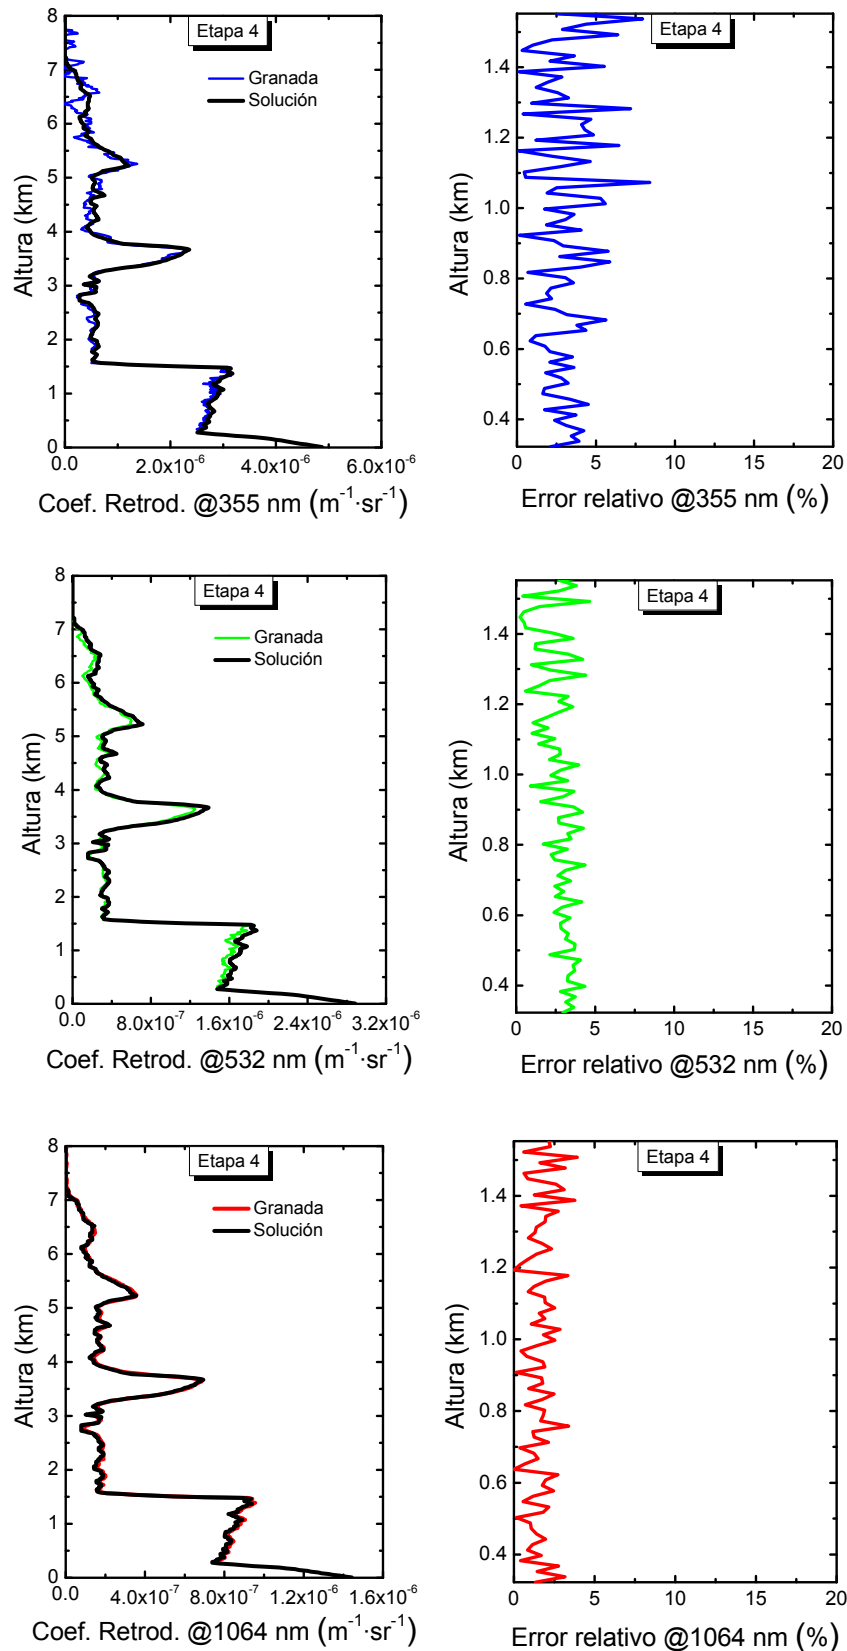 Etapa 4
Granada
Solución
8
7
6
5
4
3
2
1
0
Altura (km)
0.0 2.0x10⁻⁶ 4.0x10⁻⁶ 6.0x10⁻⁶
Coef. Retrod. @355 nm (m⁻¹·sr⁻¹)
Etapa 4
1.4
1.2
1.0
0.8
0.6
0.4
Altura (km)
0 5 10 15 20
Error relativo @355 nm (%)
Etapa 4
Granada
Solución
8
7
6
5
4
3
2
1
0
Altura (km)
0.0 8.0x10⁻⁷ 1.6x10⁻⁶ 2.4x10⁻⁶ 3.2x10⁻⁶
Coef. Retrod. @532 nm (m⁻¹·sr⁻¹)
Etapa 4
1.4
1.2
1.0
0.8
0.6
0.4
Altura (km)
0 5 10 15 20
Error relativo @532 nm (%)
Etapa 4
Granada
Solución
8
7
6
5
4
3
2
1
0
Altura (km)
0.0 4.0x10⁻⁷ 8.0x10⁻⁷ 1.2x10⁻⁶ 1.6x10⁻⁶
Coef. Retrod. @1064 nm (m⁻¹·sr⁻¹)
Etapa 4
1.4
1.2
1.0
0.8
0.6
0.4
Altura (km)
0 5 10 15 20
Error relativo @1064 nm (%)